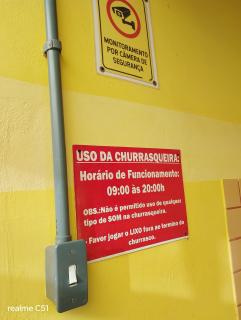 MONITORAMENTO
POR CÂMERA DE
SEGURANÇA
USO DA CHURRASQUEIRA:
Horário de Funcionamento:
09:00 às 20:00h
OBS.:Não é permitido uso de qualquer
tipo de SOM na churrasqueira.
- Favor jogar o LIXO fora ao termino do
churrasco.
realme C51